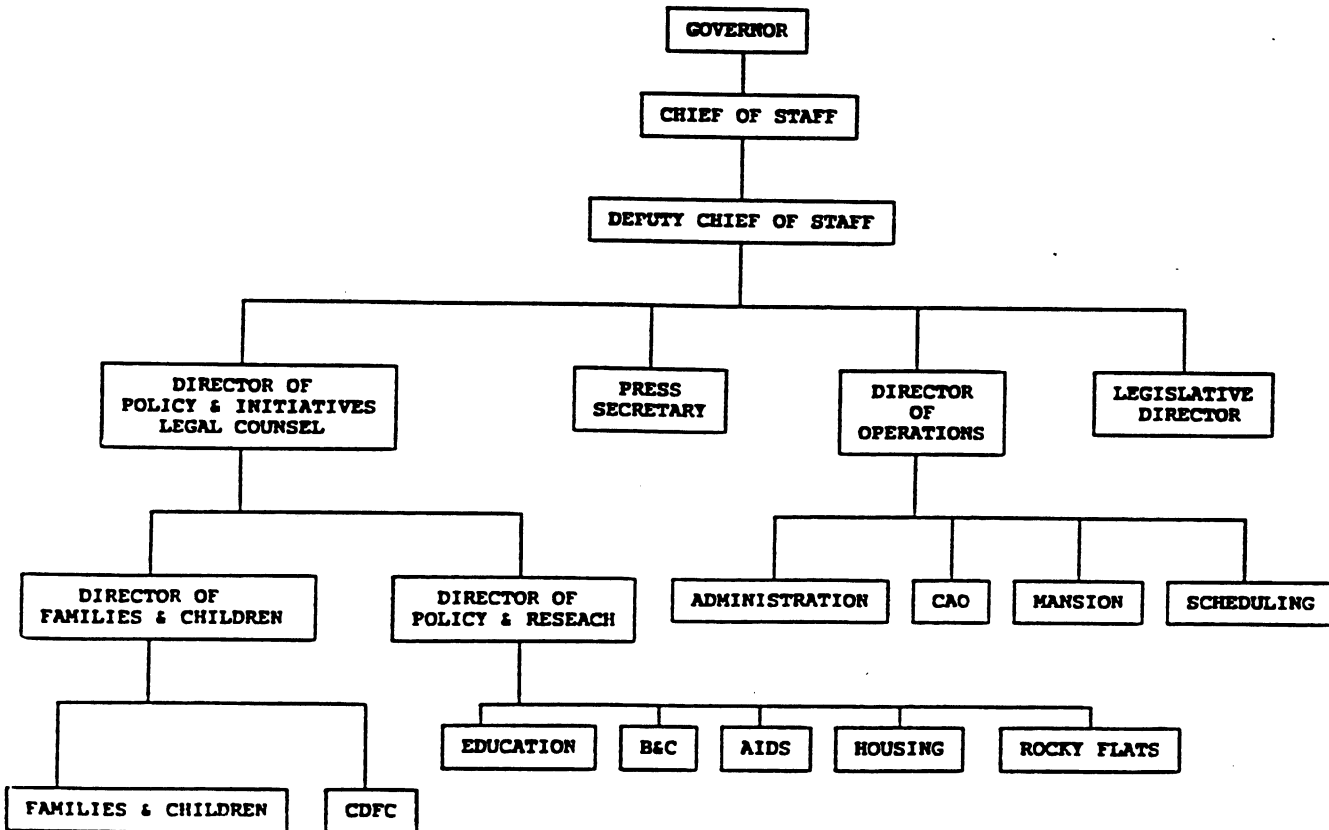 GOVERNOR
CHIEF OF STAFF
DEPUTY CHIEF OF STAFF
DIRECTOR OF
POLICY & INITIATIVES
LEGAL COUNSEL
PRESS
SECRETARY
DIRECTOR
OF
OPERATIONS
LEGISLATIVE
DIRECTOR
DIRECTOR OF
FAMILIES & CHILDREN
DIRECTOR OF
POLICY & RESEACH
ADMINISTRATION
CAO
MANSION
SCHEDULING
EDUCATION
B&C
AIDS
HOUSING
ROCKY FLATS
FAMILIES & CHILDREN
CDFC